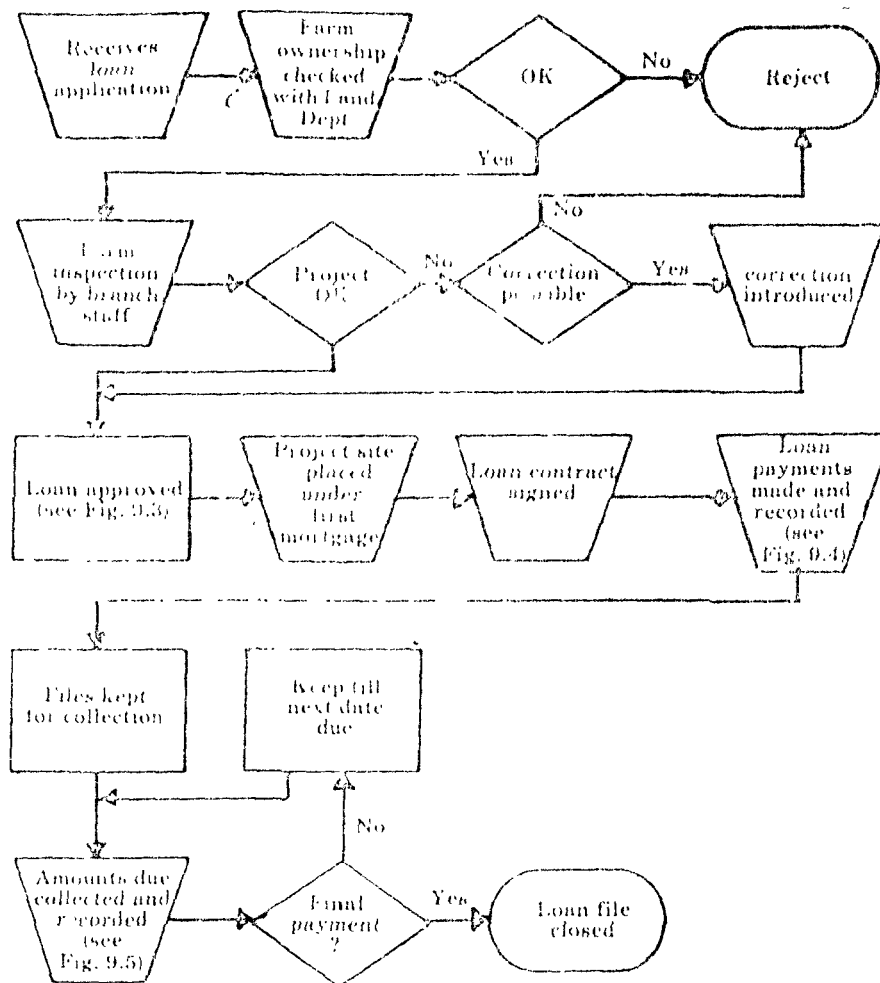 Receives
loan
application
Farm
ownership
checked
with Land
Dept
OK
No
Reject
Yes
Farm
inspection
by branch
staff
Project
OK
No
Correction
possible
No
Yes
correction
introduced
Loan approved
(see Fig. 9.3)
Project site
placed
under
first
mortgage
Loan contract
signed
Loan
payments
made and
recorded
(see
Fig. 9.4)
Files kept
for collection
Keep till
next date
due
No
Amounts due
collected and
recorded
(see
Fig. 9.5)
Final
payment
?
Yes
Loan file
closed